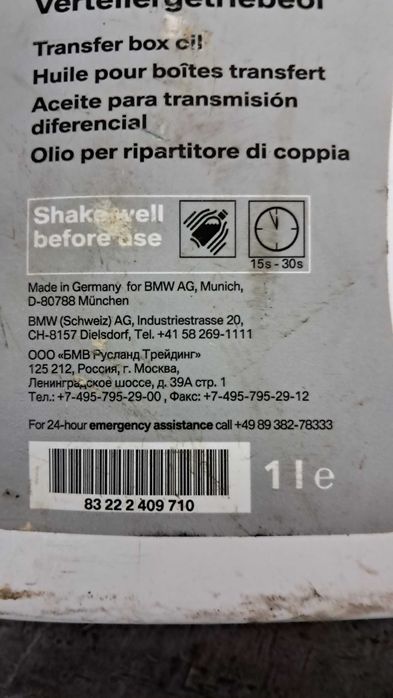 Verteilergetriebeöl
Transfer box oil
Huile pour boîtes transfert
Aceite para transmisión
diferencial
Olio per ripartitore di coppia
Shake well
before use
15s - 30s
Made in Germany for BMW AG, Munich,
D-80788 München
BMW (Schweiz) AG, Industriestrasse 20,
CH-8157 Dielsdorf, Tel. +41 58 269-1111
ООО «БМВ Русланд Трейдинг»
125 212, Россия, г. Москва,
Ленинградское шоссе, д. 39А стр. 1
Тел.: +7-495-795-29-00 , Факс: +7-495-795-29-12
For 24-hour emergency assistance call +49 89 382-78333
1 l e
83 22 2 409 710